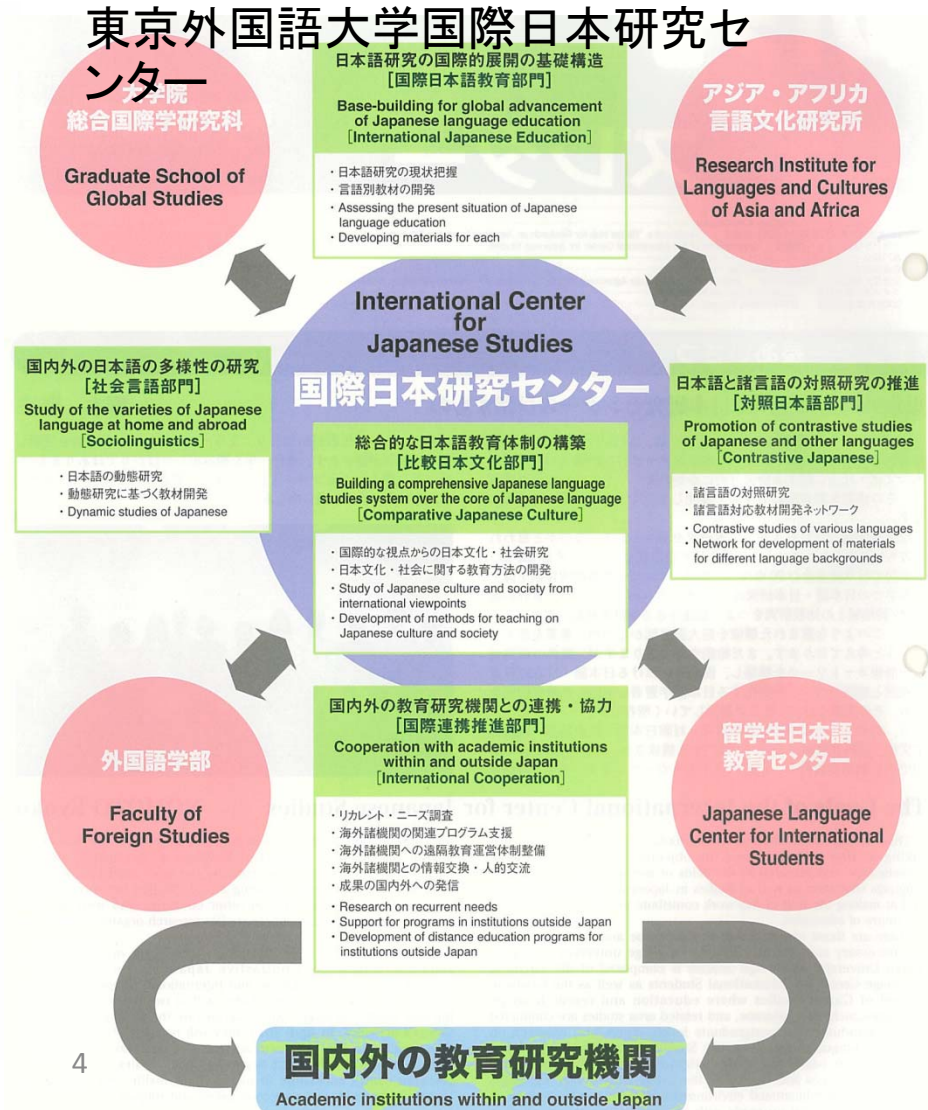 東京外国語大学国際日本研究セ
ンター
大学院
総合国際学研究科
Graduate School of
Global Studies
日本語研究の国際的展開の基礎構造
[国際日本語教育部門]
Base-building for global advancement
of Japanese language education
[International Japanese Education]
・日本語研究の現状把握
・言語別教材の開発
・Assessing the present situation of Japanese
language education
・Developing materials for each
アジア・アフリカ
言語文化研究所
Research Institute for
Languages and Cultures
of Asia and Africa
International Center
for
Japanese Studies
国際日本研究センター
国内外の日本語の多様性の研究
[社会言語部門]
Study of the varieties of Japanese
language at home and abroad
[Sociolinguistics]
・日本語の動態研究
・動態研究に基づく教材開発
・Dynamic studies of Japanese
総合的な日本語教育体制の構築
[比較日本文化部門]
Building a comprehensive Japanese language
studies system over the core of Japanese language
[Comparative Japanese Culture]
・国際的な視点からの日本文化・社会研究
・日本文化・社会に関する教育方法の開発
・Study of Japanese culture and society from
international viewpoints
・Development of methods for teaching on
Japanese culture and society
日本語と諸言語の対照研究の推進
[対照日本語部門]
Promotion of contrastive studies
of Japanese and other languages
[Contrastive Japanese]
・諸言語の対照研究
・諸言語対応教材開発ネットワーク
・Contrastive studies of various languages
・Network for development of materials
for different language backgrounds
外国語学部
Faculty of
Foreign Studies
国内外の教育研究機関との連携・協力
[国際連携推進部門]
Cooperation with academic institutions
within and outside Japan
[International Cooperation]
・リカレント・ニーズ調査
・海外諸機関の関連プログラム支援
・海外諸機関への遠隔教育運営体制整備
・海外諸機関との情報交換・人的交流
・成果の国内外への発信
・Research on recurrent needs
・Support for programs in institutions outside Japan
・Development of distance education programs for
institutions outside Japan
留学生日本語
教育センター
Japanese Language
Center for International
Students
4
国内外の教育研究機関
Academic institutions within and outside Japan